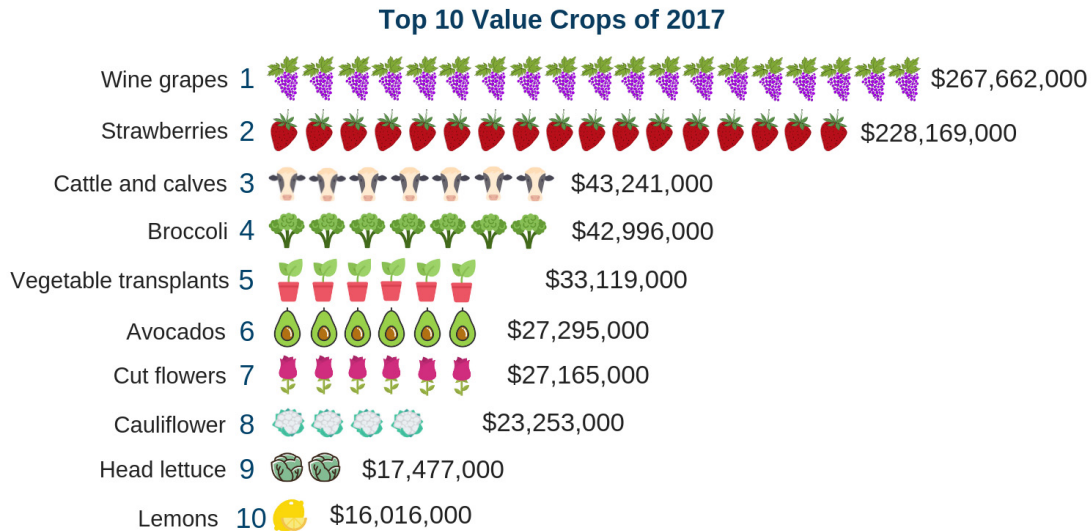 Top 10 Value Crops of 2017
Wine grapes 1 $267,662,000
Strawberries 2 $228,169,000
Cattle and calves 3 $43,241,000
Broccoli 4 $42,996,000
Vegetable transplants 5 $33,119,000
Avocados 6 $27,295,000
Cut flowers 7 $27,165,000
Cauliflower 8 $23,253,000
Head lettuce 9 $17,477,000
Lemons 10 $16,016,000